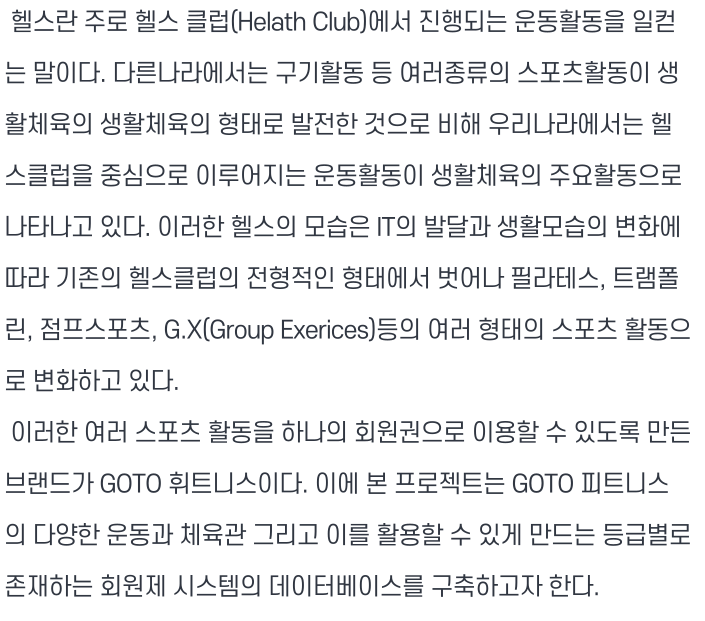 헬스란 주로 헬스 클럽(Helath Club)에서 진행되는 운동활동을 일컫
는 말이다. 다른나라에서는 구기활동 등 여러종류의 스포츠활동이 생
활체육의 생활체육의 형태로 발전한 것으로 비해 우리나라에서는 헬
스클럽을 중심으로 이루어지는 운동활동이 생활체육의 주요활동으로
나타나고 있다. 이러한 헬스의 모습은 IT의 발달과 생활모습의 변화에
따라 기존의 헬스클럽의 전형적인 형태에서 벗어나 필라테스, 트램폴
린, 점프스포츠, G.X(Group Exerices)등의 여러 형태의 스포츠 활동으
로 변화하고 있다.
이러한 여러 스포츠 활동을 하나의 회원권으로 이용할 수 있도록 만든
브랜드가 GOTO 휘트니스이다. 이에 본 프로젝트는 GOTO 피트니스
의 다양한 운동과 체육관 그리고 이를 활용할 수 있게 만드는 등급별로
존재하는 회원제 시스템의 데이터베이스를 구축하고자 한다.